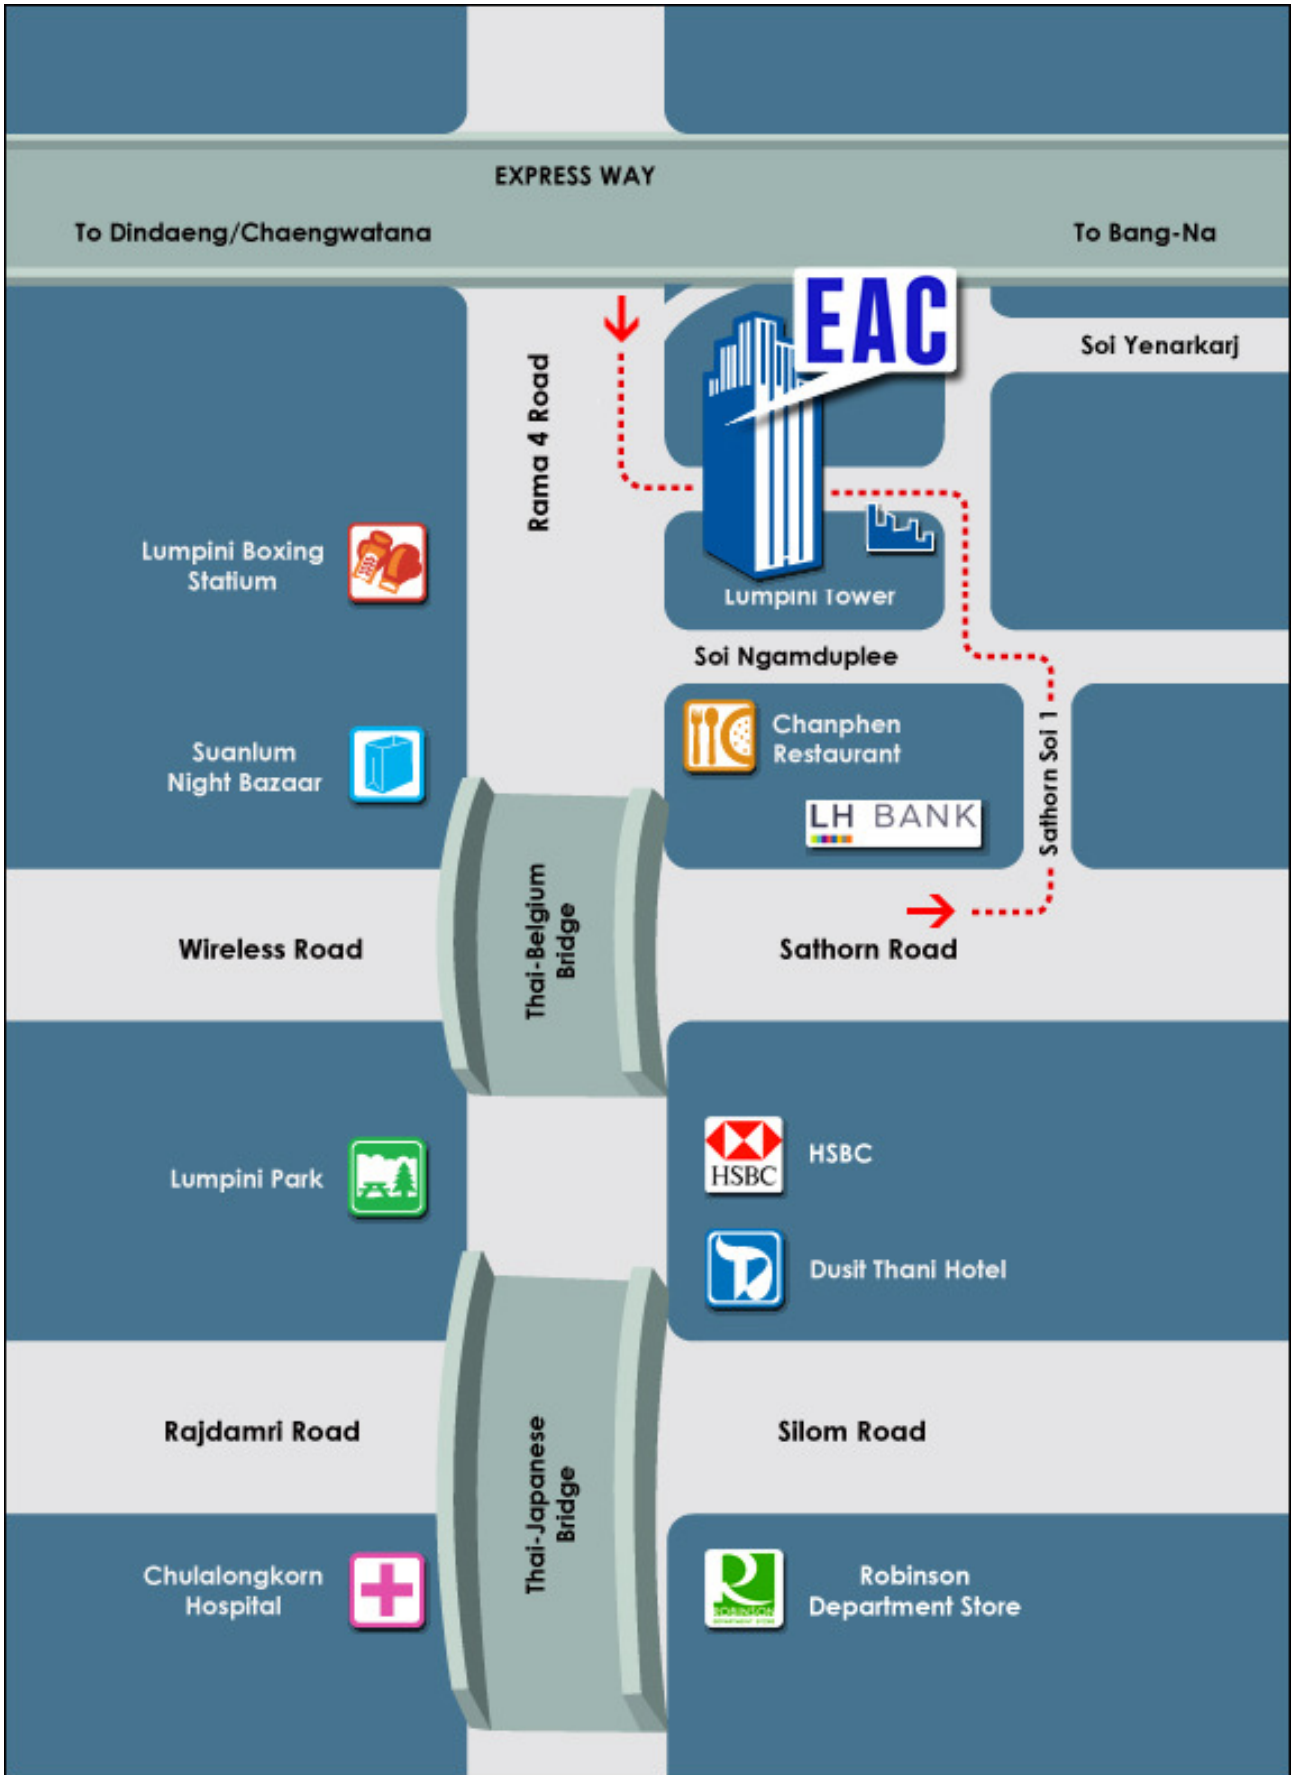 EXPRESS WAY
To Dindaeng/Chaengwatana
To Bang-Na
EAC
Soi Yenarkarj
Rama 4 Road
Lumpini Boxing
Statium
Lumpini Tower
Soi Ngamduplee
Suanlum
Night Bazaar
Chanphen
Restaurant
LH BANK
Sathorn Soi 1
Thai-Belgium
Bridge
Wireless Road
Sathorn Road
Lumpini Park
HSBC
HSBC
Dusit Thani Hotel
Rajdamri Road
Silom Road
Thai-Japanese
Bridge
Chulalongkorn
Hospital
R
ROBINSON
DEPARTMENT STORE
Robinson
Department Store